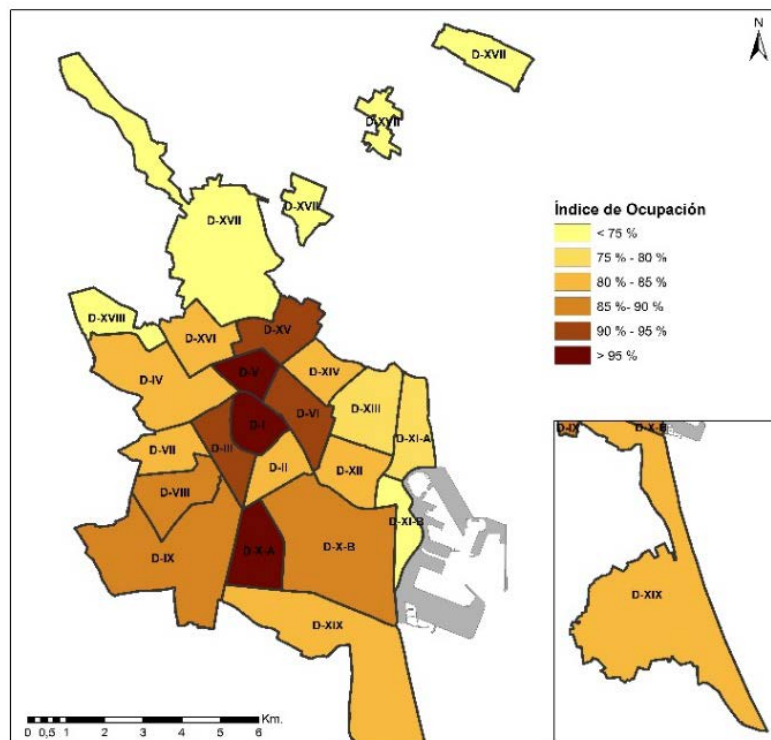 N
D-XVII
D-XVII
D-XVII
D-XVII
Índice de Ocupación
< 75 %
75 % - 80 %
80 % - 85 %
85 %- 90 %
90 % - 95 %
> 95 %
D-XVIII
D-XVI
D-XV
D-IV
D-V
D-XIV
D-XIII
D-VI
D-I
D-XI-A
D-III
D-VII
D-II
D-XII
D-VIII
D-XI-B
D-IX
D-X-A
D-X-B
D-XIX
D-IX
D-X-B
D-XIX
Km.
0 0,5 1 2 3 4 5 6